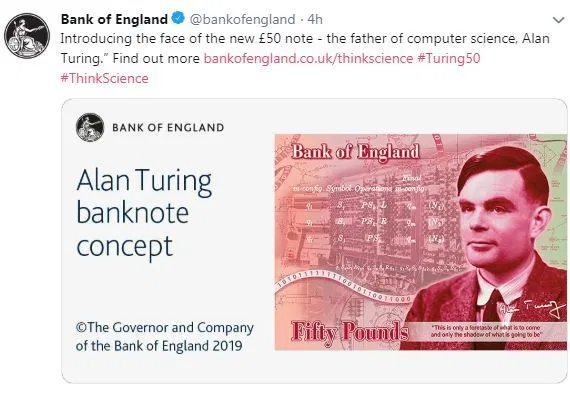 Bank of England @bankofengland · 4h
Introducing the face of the new £50 note - the father of computer science, Alan
Turing.” Find out more bankofengland.co.uk/thinkscience #Turing50
#ThinkScience
BANK OF ENGLAND
Alan Turing
banknote
concept
©The Governor and Company
of the Bank of England 2019
Bank of England
Final
m-config. Symbol Operations m-config.
Fifty Pounds
Alan Turing
"This is only a foretaste of what is to come
and only the shadow of what is going to be"